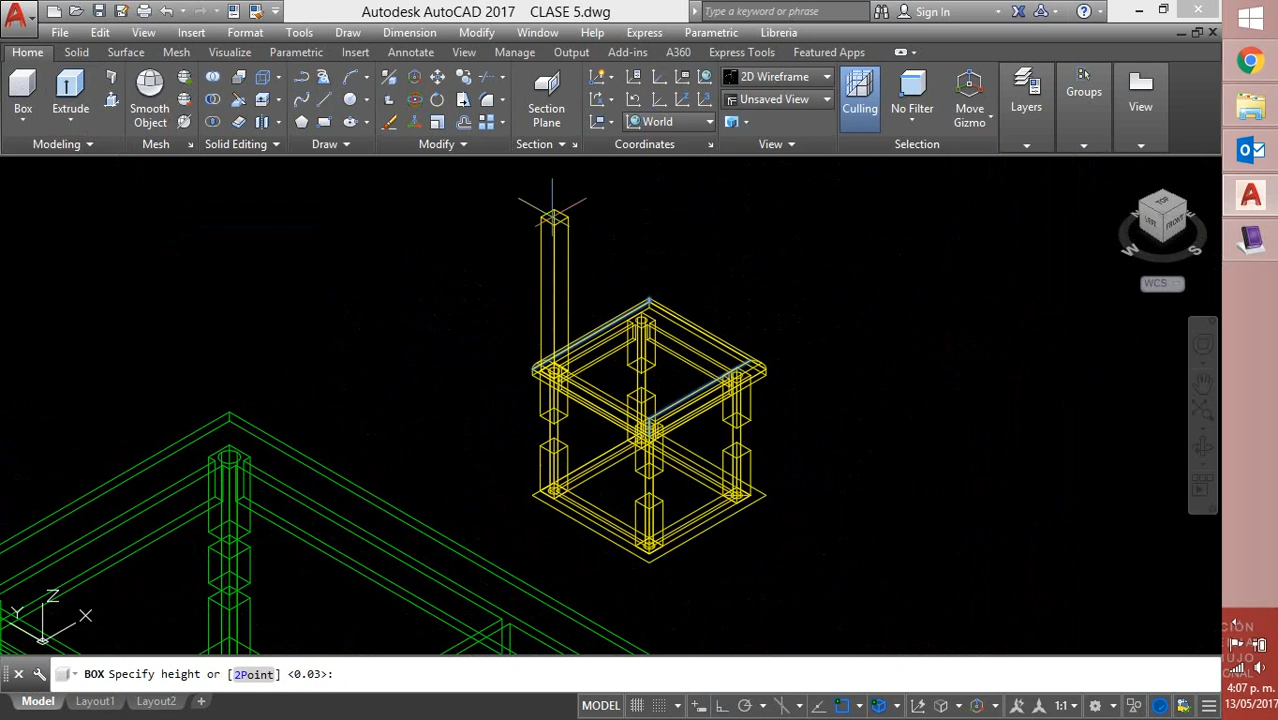 Autodesk AutoCAD 2017 CLASE 5.dwg
Type a keyword or phrase
Sign In
File Edit View Insert Format Tools Draw Dimension Modify Window Help Express Parametric Libreria
Home Solid Surface Mesh Visualize Parametric Insert Annotate View Manage Output Add-ins A360 Express Tools Featured Apps
Box
Extrude
Smooth
Object
Section
Plane
World
2D Wireframe
Unsaved View
Culling
No Filter
Move
Gizmo
Layers
Groups
View
Modeling
Mesh
Solid Editing
Draw
Modify
Section
Coordinates
View
Selection
TOP
LEFT
FRONT
W
S
WCS
Z
Y
X
BOX Specify height or [2Point] <0.03>:
Model Layout1 Layout2 +
MODEL
1:1
4:07 p. m.
13/05/2017